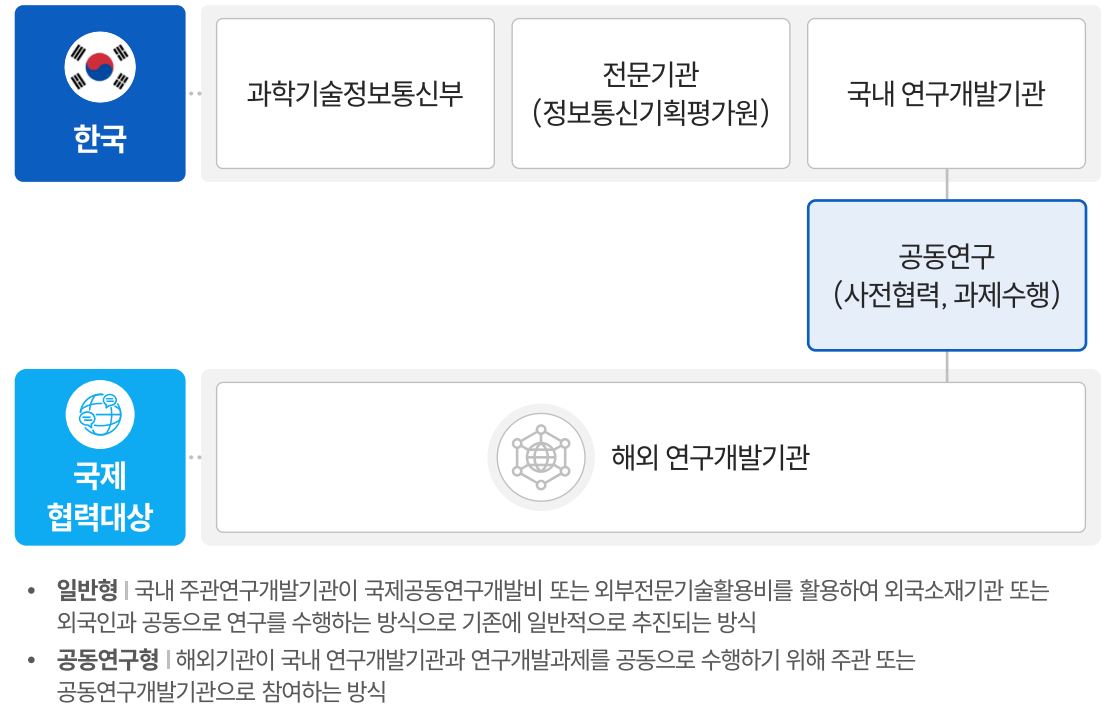 한국
과학기술정보통신부
전문기관
(정보통신기획평가원)
국내 연구개발기관
공동연구
(사전협력, 과제수행)
국제
협력대상
해외 연구개발기관
• 일반형 | 국내 주관연구개발기관이 국제공동연구개발비 또는 외부전문기술활용비를 활용하여 외국소재기관 또는
외국인과 공동으로 연구를 수행하는 방식으로 기존에 일반적으로 추진되는 방식
• 공동연구형 | 해외기관이 국내 연구개발기관과 연구개발과제를 공동으로 수행하기 위해 주관 또는
공동연구개발기관으로 참여하는 방식